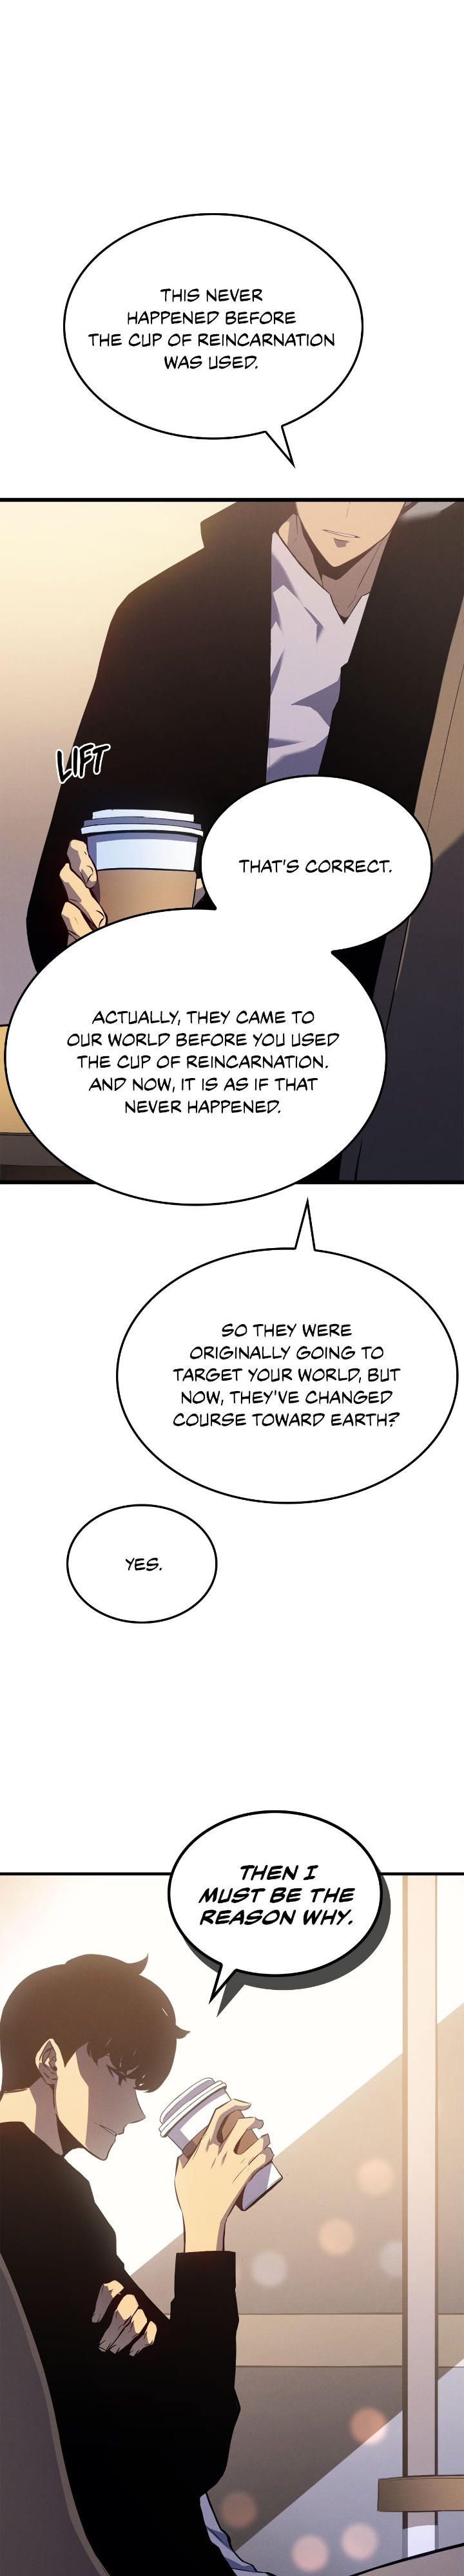 THIS NEVER
HAPPENED BEFORE
THE CUP OF REINCARNATION
WAS USED.
LIFT
THAT'S CORRECT.
ACTUALLY, THEY CAME TO
OUR WORLD BEFORE YOU USED
THE CUP OF REINCARNATION.
AND NOW, IT IS AS IF THAT
NEVER HAPPENED.
SO THEY WERE
ORIGINALLY GOING TO
TARGET YOUR WORLD, BUT
NOW, THEY'VE CHANGED
COURSE TOWARD EARTH?
YES.
THEN I
MUST BE THE
REASON WHY.